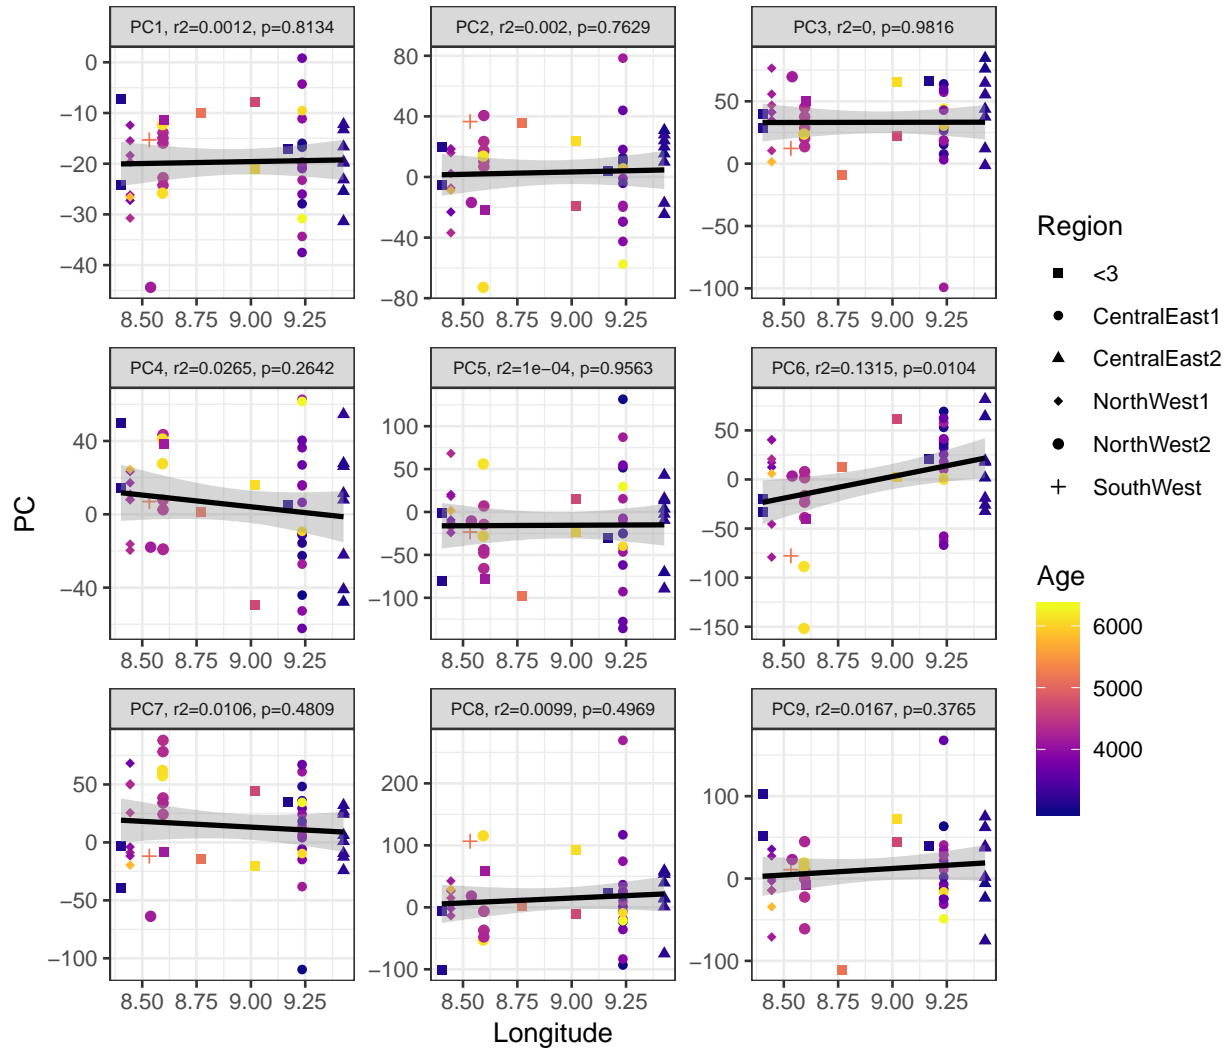 PC1, r2=0.0012, p=0.8134
PC2, r2=0.002, p=0.7629
PC3, r2=0, p=0.9816
0
−10
−20
−30
−40
80
40
0
−40
−80
50
0
−50
−100
8.50 8.75 9.00 9.25
8.50 8.75 9.00 9.25
8.50 8.75 9.00 9.25
PC4, r2=0.0265, p=0.2642
PC5, r2=1e−04, p=0.9563
PC6, r2=0.1315, p=0.0104
40
0
−40
100
50
0
−50
−100
50
0
−50
−100
−150
8.50 8.75 9.00 9.25
8.50 8.75 9.00 9.25
8.50 8.75 9.00 9.25
PC7, r2=0.0106, p=0.4809
PC8, r2=0.0099, p=0.4969
PC9, r2=0.0167, p=0.3765
50
0
−50
−100
200
100
0
−100
100
0
−100
8.50 8.75 9.00 9.25
8.50 8.75 9.00 9.25
8.50 8.75 9.00 9.25
Longitude
PC
Region
<3
CentralEast1
CentralEast2
NorthWest1
NorthWest2
SouthWest
Age
6000
5000
4000